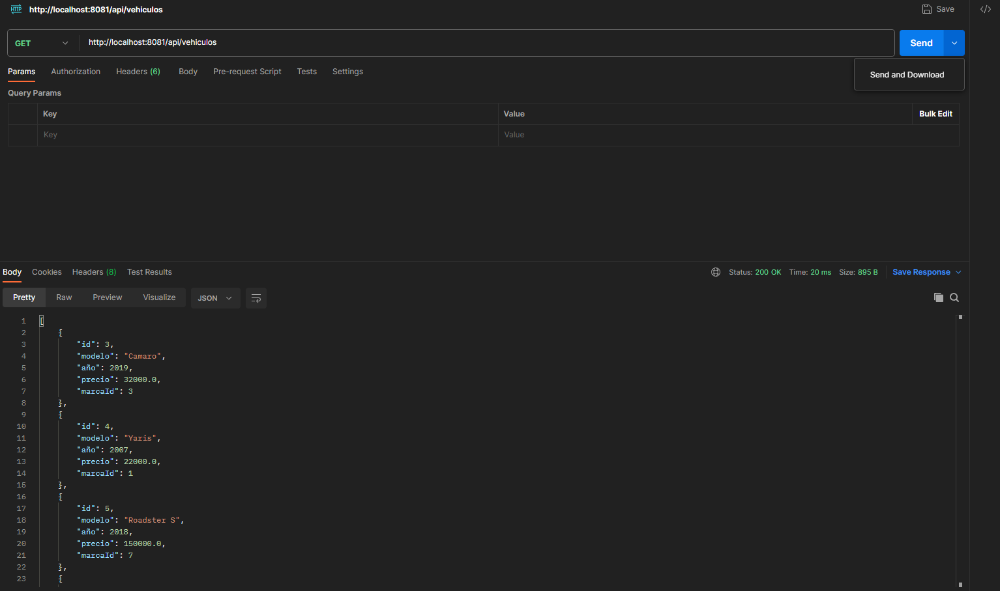 HTTP http://localhost:8081/api/vehiculos Save </>
GET http://localhost:8081/api/vehiculos Send
Params Authorization Headers (6) Body Pre-request Script Tests Settings
Send and Download
Query Params
Key Value Bulk Edit
Key Value
Body Cookies Headers (8) Test Results Status: 200 OK Time: 20 ms Size: 895 B Save Response
Pretty Raw Preview Visualize JSON
1 [
2 {
3 "id": 3,
4 "modelo": "Camaro",
5 "año": 2019,
6 "precio": 32000.0,
7 "marcaId": 3
8 },
9 {
10 "id": 4,
11 "modelo": "Yaris",
12 "año": 2007,
13 "precio": 22000.0,
14 "marcaId": 1
15 },
16 {
17 "id": 5,
18 "modelo": "Roadster S",
19 "año": 2018,
20 "precio": 150000.0,
21 "marcaId": 7
22 },
23 {